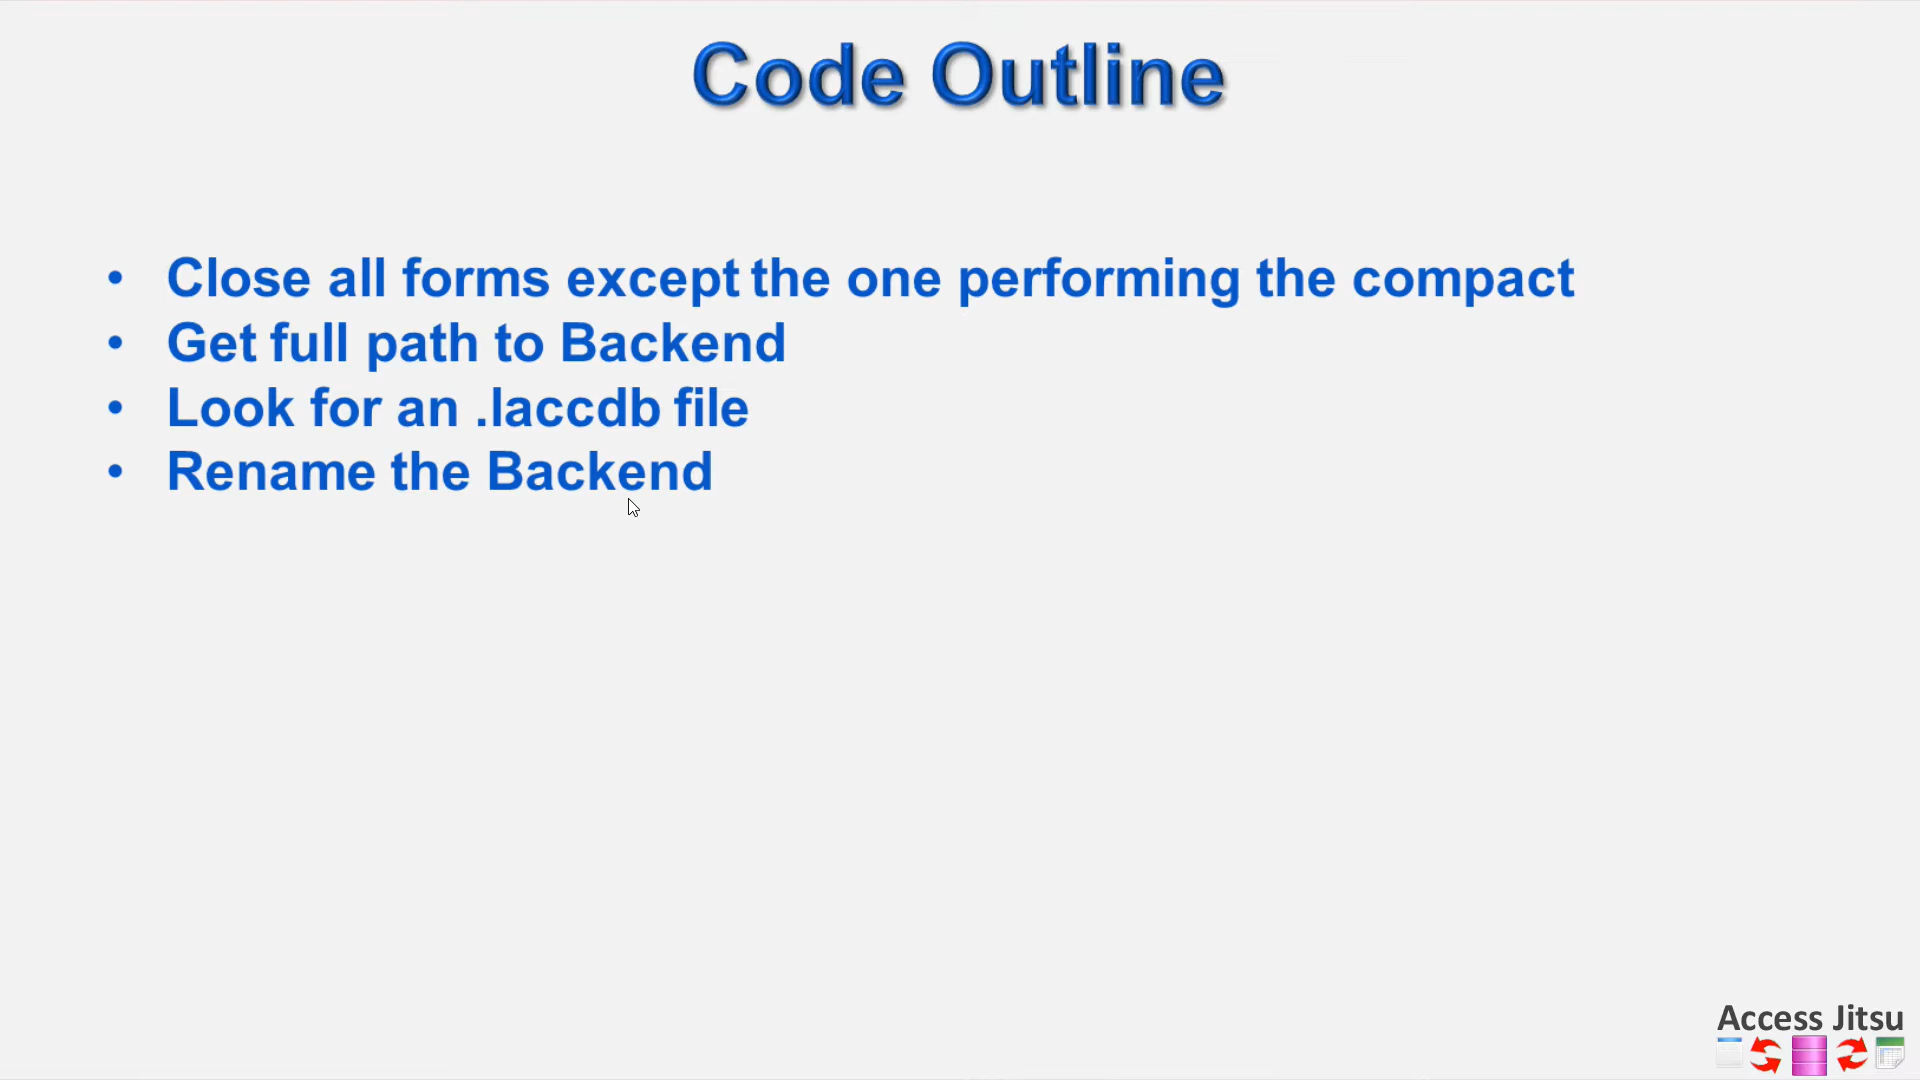 Code Outline
• Close all forms except the one performing the compact
• Get full path to Backend
• Look for an .laccdb file
• Rename the Backend
Access Jitsu